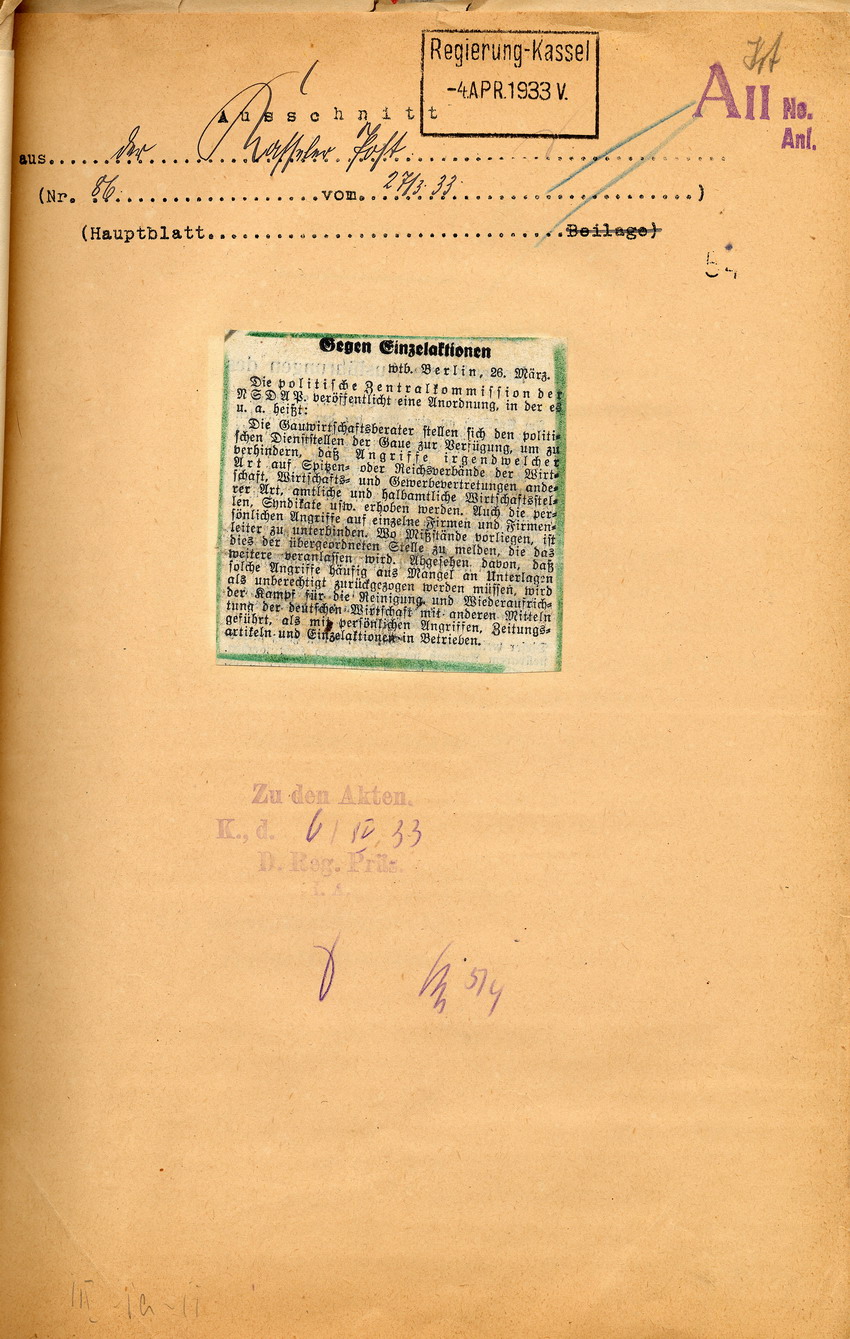 Regierung-Kassel
-4.APR.1933 V.
AII No.
Anl.
Ausschnitt
aus der Kasseler Post
(Nr. 86 vom 27/3.33)
(Hauptblatt Beilage)
54
Gegen Einzelaktionen
wtb. Berlin, 26. März.
Die politische Zentralkommission der
NSDAP. veröffentlicht eine Anordnung, in der es
u. a. heißt:
Die Gauwirtschaftsberater stellen sich den politi-
schen Dienststellen der Gaue zur Verfügung, um zu
verhindern, daß Angriffe irgendwelcher
Art auf Spitzen- oder Reichsverbände der Wirt-
schaft, Wirtschafts- und Gewerbevertretungen ande-
rer Art, amtliche und halbamtliche Wirtschaftsstel-
len, Syndikate usw. erhoben werden. Auch die per-
sönlichen Angriffe auf einzelne Firmen und Firmen-
leiter zu unterbinden. Wo Mißstände vorliegen, ist
dies der übergeordneten Stelle zu melden, die das
weitere veranlassen wird. Abgesehen davon, daß
solche Angriffe häufig aus Mangel an Unterlagen
als unberechtigt zurückgezogen werden müssen, wird
der Kampf für die Reinigung und Wiederaufrich-
tung der deutschen Wirtschaft mit anderen Mitteln
geführt, als mit persönlichen Angriffen, Zeitungs-
artikeln und Einzelaktionen in Betrieben.
Zu den Akten.
K., d. 6/IV.33
D. Reg. Präs.
I. A.
5/4